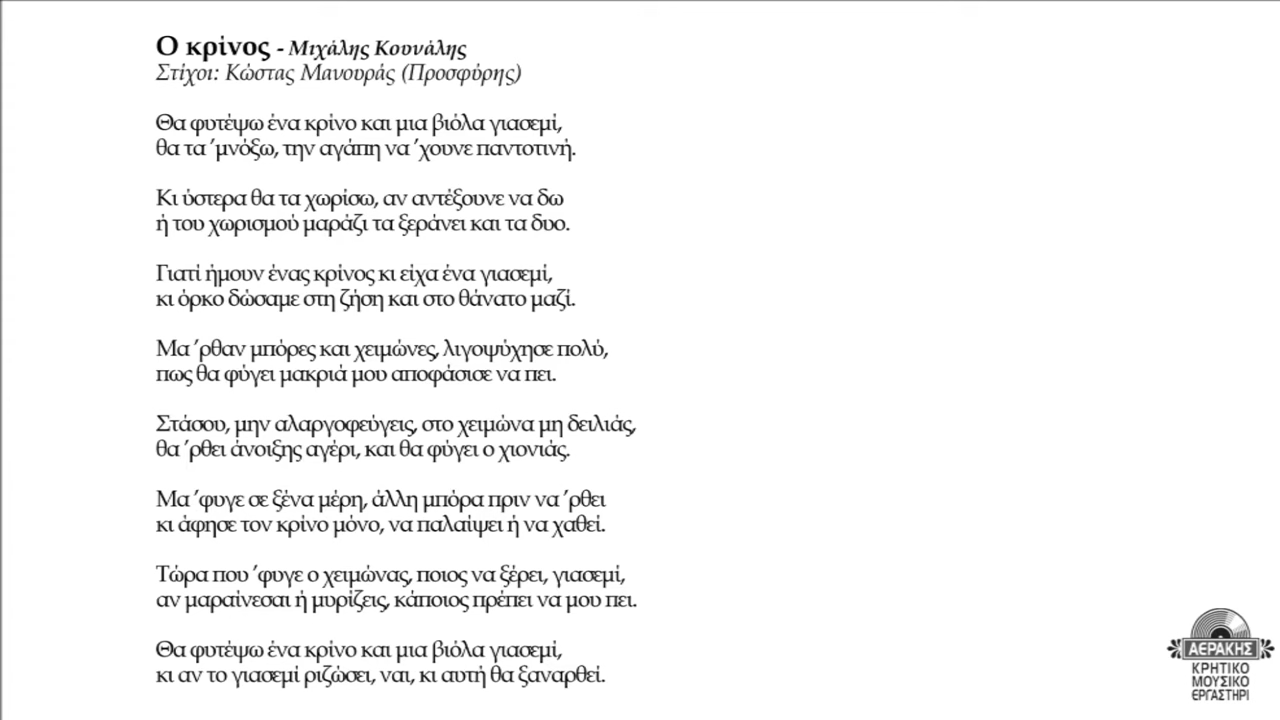 Ο κρίνος - Μιχάλης Κουνάλης
Στίχοι: Κώστας Μανουράς (Προσφύρης)
Θα φυτέψω ένα κρίνο και μια βιόλα γιασεμί,
θα τα ’μνόξω, την αγάπη να ’χουνε παντοτινή.
Κι ύστερα θα τα χωρίσω, αν αντέξουνε να δω
ή του χωρισμού μαράζι τα ξεράνει και τα δυο.
Γιατί ήμουν ένας κρίνος κι είχα ένα γιασεμί,
κι όρκο δώσαμε στη ζήση και στο θάνατο μαζί.
Μα ’ρθαν μπόρες και χειμώνες, λιγοψύχησε πολύ,
πως θα φύγει μακριά μου αποφάσισε να πει.
Στάσου, μην αλαργοφεύγεις, στο χειμώνα μη δειλιάς,
θα ’ρθει άνοιξης αγέρι, και θα φύγει ο χιονιάς.
Μα ’φυγε σε ξένα μέρη, άλλη μπόρα πριν να ’ρθει
κι άφησε τον κρίνο μόνο, να παλαίψει ή να χαθεί.
Τώρα που ’φυγε ο χειμώνας, ποιος να ξέρει, γιασεμί,
αν μαραίνεσαι ή μυρίζεις, κάποιος πρέπει να μου πει.
Θα φυτέψω ένα κρίνο και μια βιόλα γιασεμί,
κι αν το γιασεμί ριζώσει, ναι, κι αυτή θα ξαναρθεί.
ΑΕΡΑΚΗΣ
ΚΡΗΤΙΚΟ
ΜΟΥΣΙΚΟ
ΕΡΓΑΣΤΗΡΙ